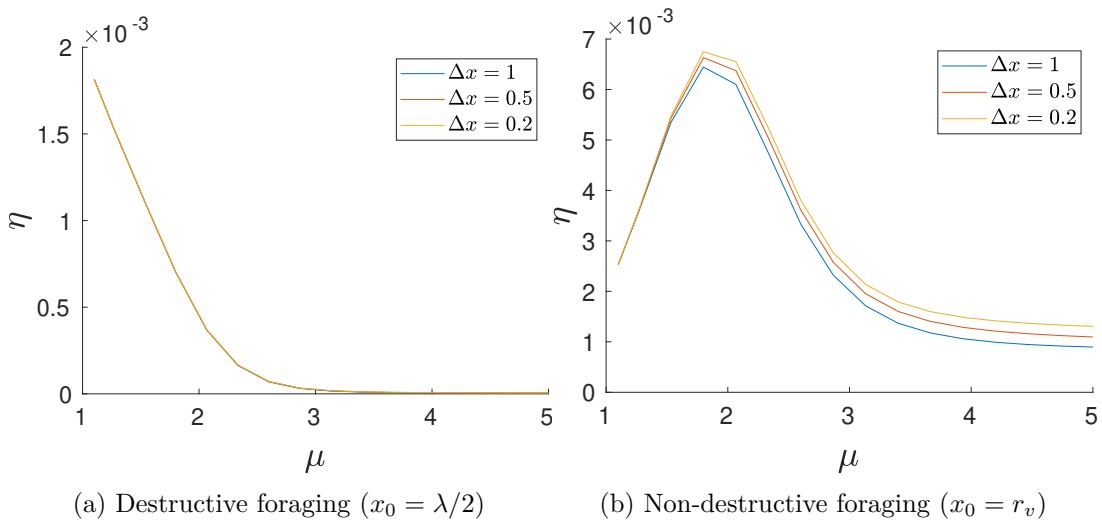 ×10⁻³
2
1.5
1
0.5
0
η
1 2 3 4 5
μ
Δx = 1
Δx = 0.5
Δx = 0.2
(a) Destructive foraging (x₀ = λ/2)
×10⁻³
7
6
5
4
3
2
1
0
η
1 2 3 4 5
μ
Δx = 1
Δx = 0.5
Δx = 0.2
(b) Non-destructive foraging (x₀ = rᵥ)